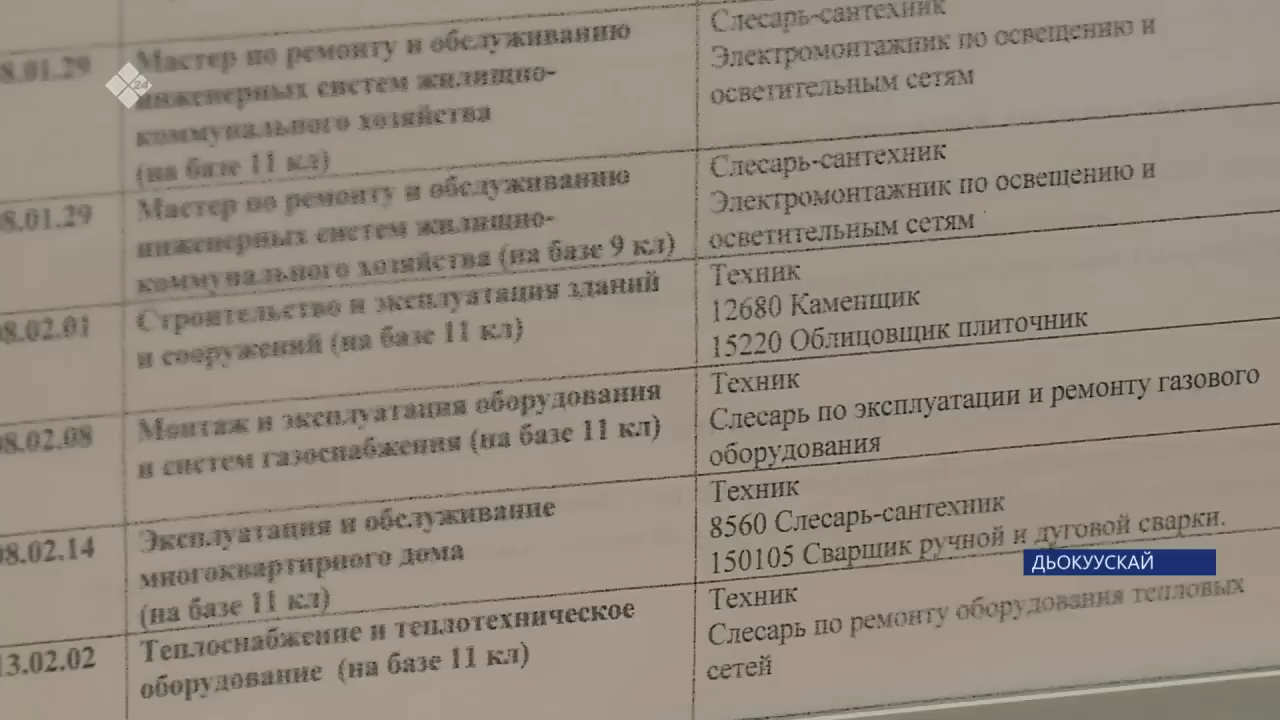 8.01.29
Мастер по ремонту и обслуживанию
инженерных систем жилищно-
коммунального хозяйства
(на базе 11 кл)
Слесарь-сантехник
Электромонтажник по освещению и
осветительным сетям
24
8.01.29
Мастер по ремонту и обслуживанию
инженерных систем жилищно-
коммунального хозяйства (на базе 9 кл)
Слесарь-сантехник
Электромонтажник по освещению и
осветительным сетям
08.02.01
Строительство и эксплуатация зданий
и сооружений (на базе 11 кл)
Техник
12680 Каменщик
15220 Облицовщик плиточник
08.02.08
Монтаж и эксплуатация оборудования
и систем газоснабжения (на базе 11 кл)
Техник
Слесарь по эксплуатации и ремонту газового
оборудования
08.02.14
Эксплуатация и обслуживание
многоквартирного дома
(на базе 11 кл)
Техник
8560 Слесарь-сантехник
150105 Сварщик ручной и дуговой сварки.
13.02.02
Теплоснабжение и теплотехническое
оборудование (на базе 11 кл)
Техник
Слесарь по ремонту оборудования тепловых
сетей
ДЬОКУУСКАЙ